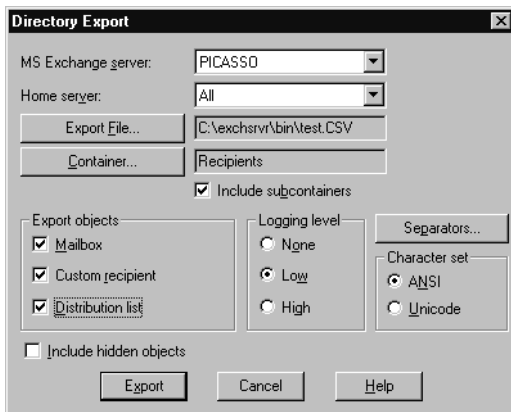 Directory Export
MS Exchange server: PICASSO
Home server: All
Export File... C:\exchsrvr\bin\test.CSV
Container... Recipients
Include subcontainers
Export objects
Mailbox
Custom recipient
Distribution list
Logging level
None
Low
High
Separators...
Character set
ANSI
Unicode
Include hidden objects
Export Cancel Help